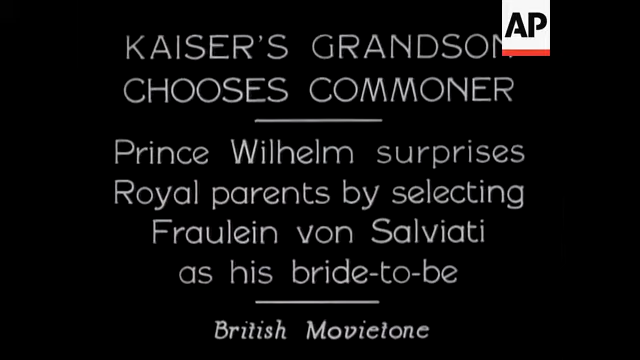 AP
KAISER'S GRANDSON
CHOOSES COMMONER
Prince Wilhelm surprises
Royal parents by selecting
Fraulein von Salviati
as his bride-to-be
British Movietone